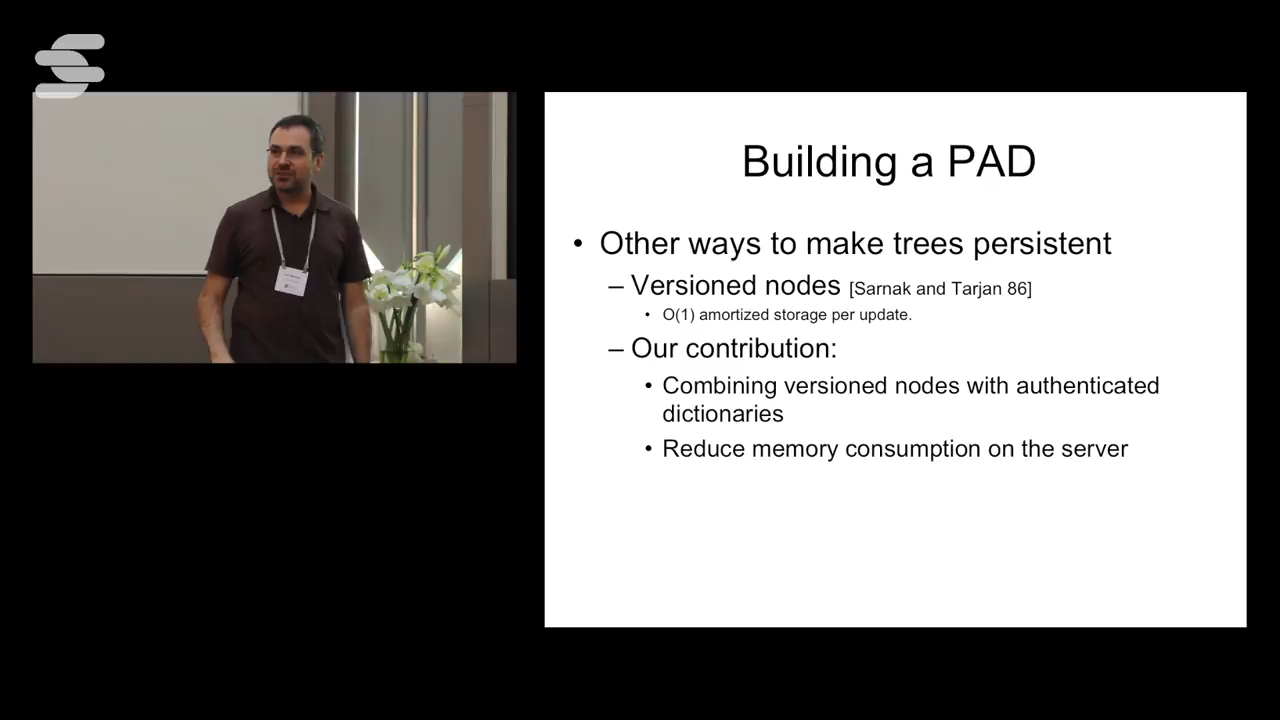 Building a PAD
• Other ways to make trees persistent
– Versioned nodes [Sarnak and Tarjan 86]
• O(1) amortized storage per update.
– Our contribution:
• Combining versioned nodes with authenticated
dictionaries
• Reduce memory consumption on the server